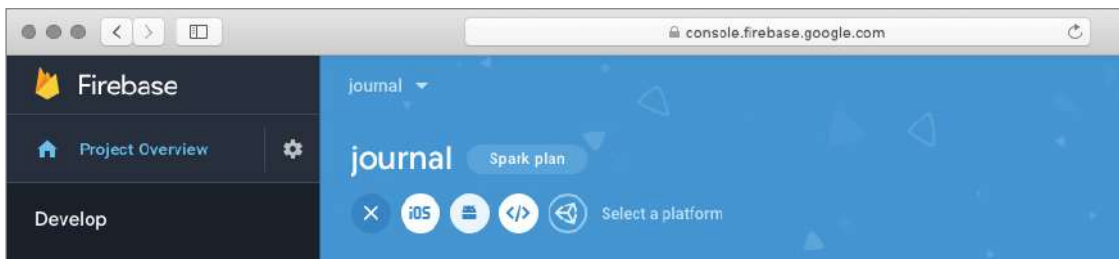 console.firebase.google.com
Firebase
journal
Project Overview
journal Spark plan
iOS </> Select a platform
Develop